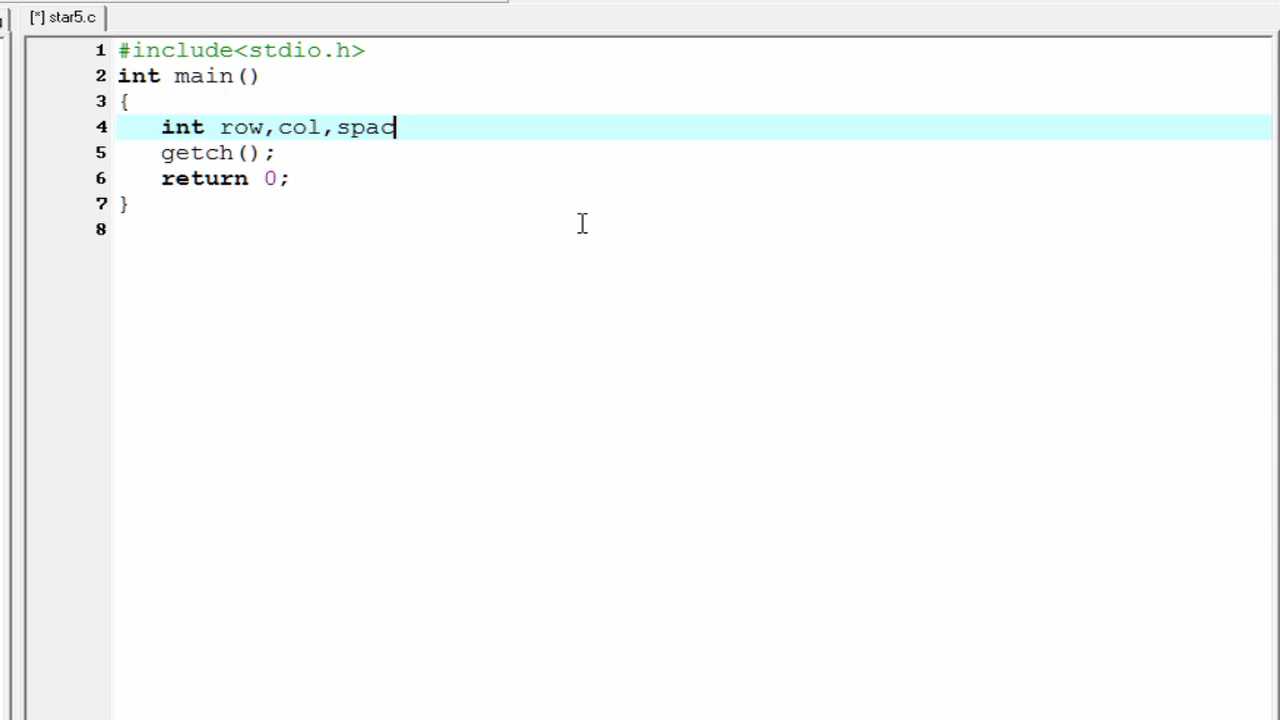 [*] star5.c
1 #include<stdio.h>
2 int main()
3 {
4 int row,col,spac
5 getch();
6 return 0;
7 }
8